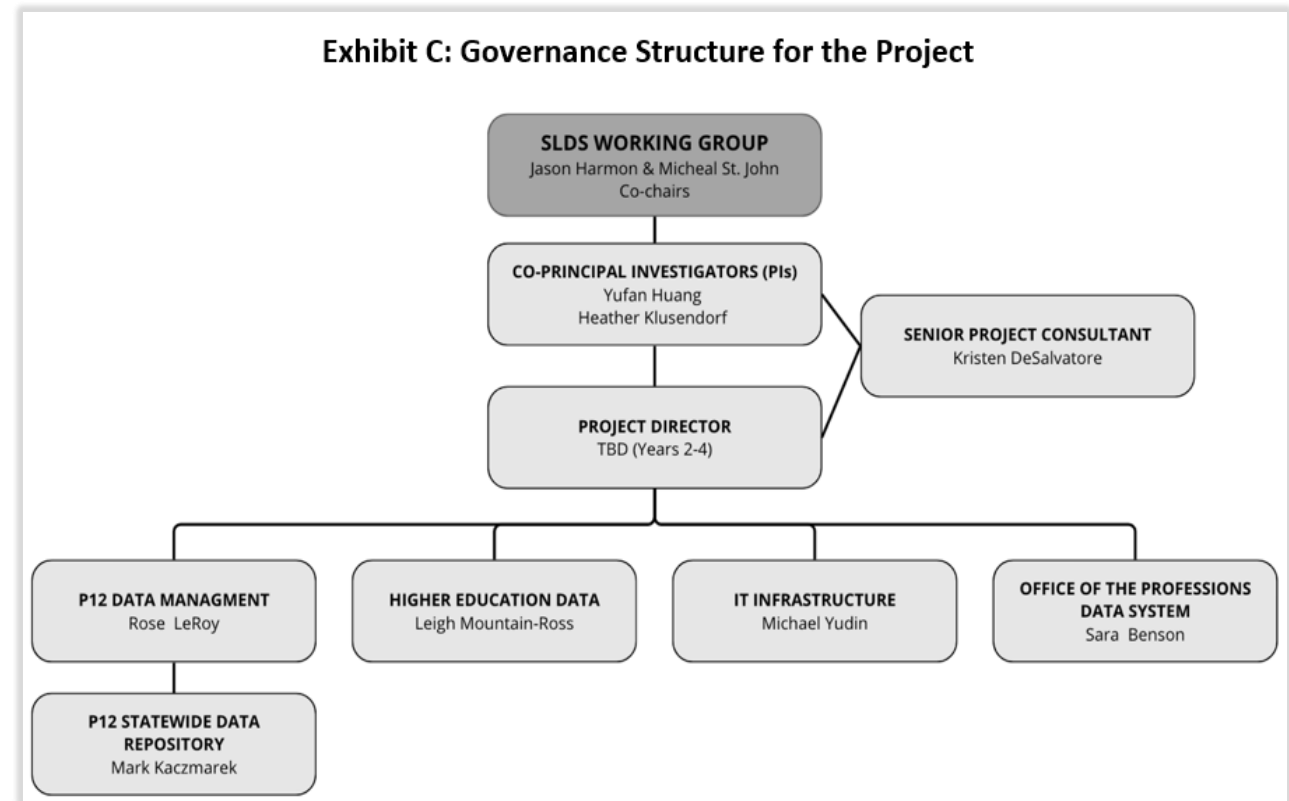 Exhibit C: Governance Structure for the Project
SLDS WORKING GROUP
Jason Harmon & Micheal St. John
Co-chairs
CO-PRINCIPAL INVESTIGATORS (PIs)
Yufan Huang
Heather Klusendorf
SENIOR PROJECT CONSULTANT
Kristen DeSalvatore
PROJECT DIRECTOR
TBD (Years 2-4)
P12 DATA MANAGMENT
Rose LeRoy
HIGHER EDUCATION DATA
Leigh Mountain-Ross
IT INFRASTRUCTURE
Michael Yudin
OFFICE OF THE PROFESSIONS
DATA SYSTEM
Sara Benson
P12 STATEWIDE DATA
REPOSITORY
Mark Kaczmarek